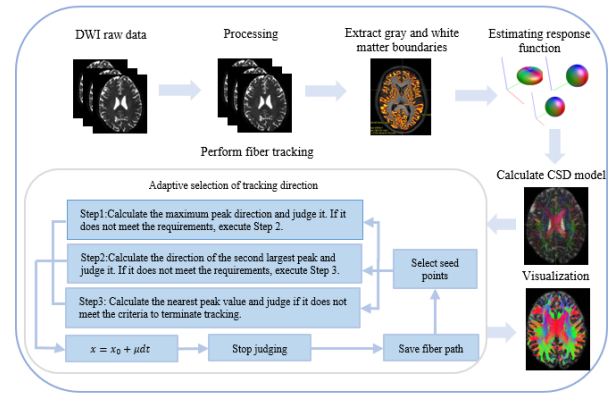 DWI raw data
Processing
Extract gray and white
matter boundaries
Estimating response
function
Perform fiber tracking
Calculate CSD model
Visualization
Adaptive selection of tracking direction
Step1:Calculate the maximum peak direction and judge it. If it
does not meet the requirements, execute Step 2.
Step2:Calculate the direction of the second largest peak and
judge it. If it does not meet the requirements, execute Step 3.
Step3: Calculate the nearest peak value and judge if it does not
meet the criteria to terminate tracking.
Select seed
points
x = x₀ + μdt
Stop judging
Save fiber path